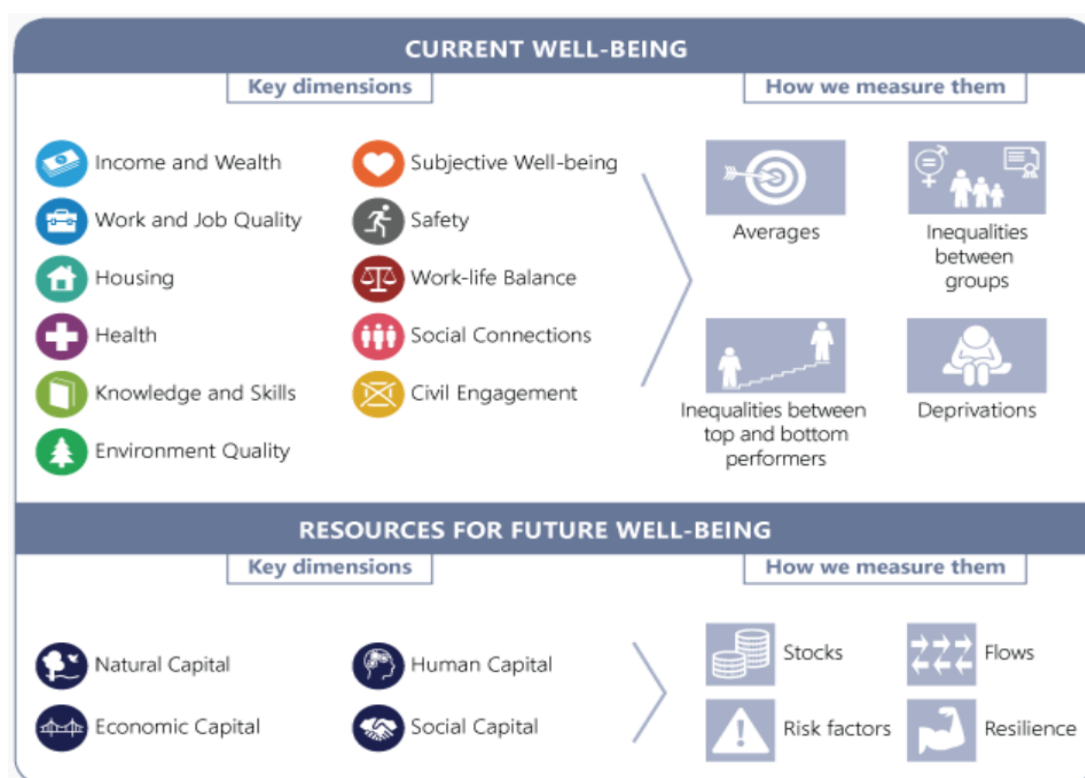 CURRENT WELL-BEING
Key dimensions
How we measure them
Income and Wealth
Work and Job Quality
Housing
Health
Knowledge and Skills
Environment Quality
Subjective Well-being
Safety
Work-life Balance
Social Connections
Civil Engagement
Averages
Inequalities
between
groups
Inequalities between
top and bottom
performers
Deprivations
RESOURCES FOR FUTURE WELL-BEING
Key dimensions
How we measure them
Natural Capital
Economic Capital
Human Capital
Social Capital
Stocks
Flows
Risk factors
Resilience